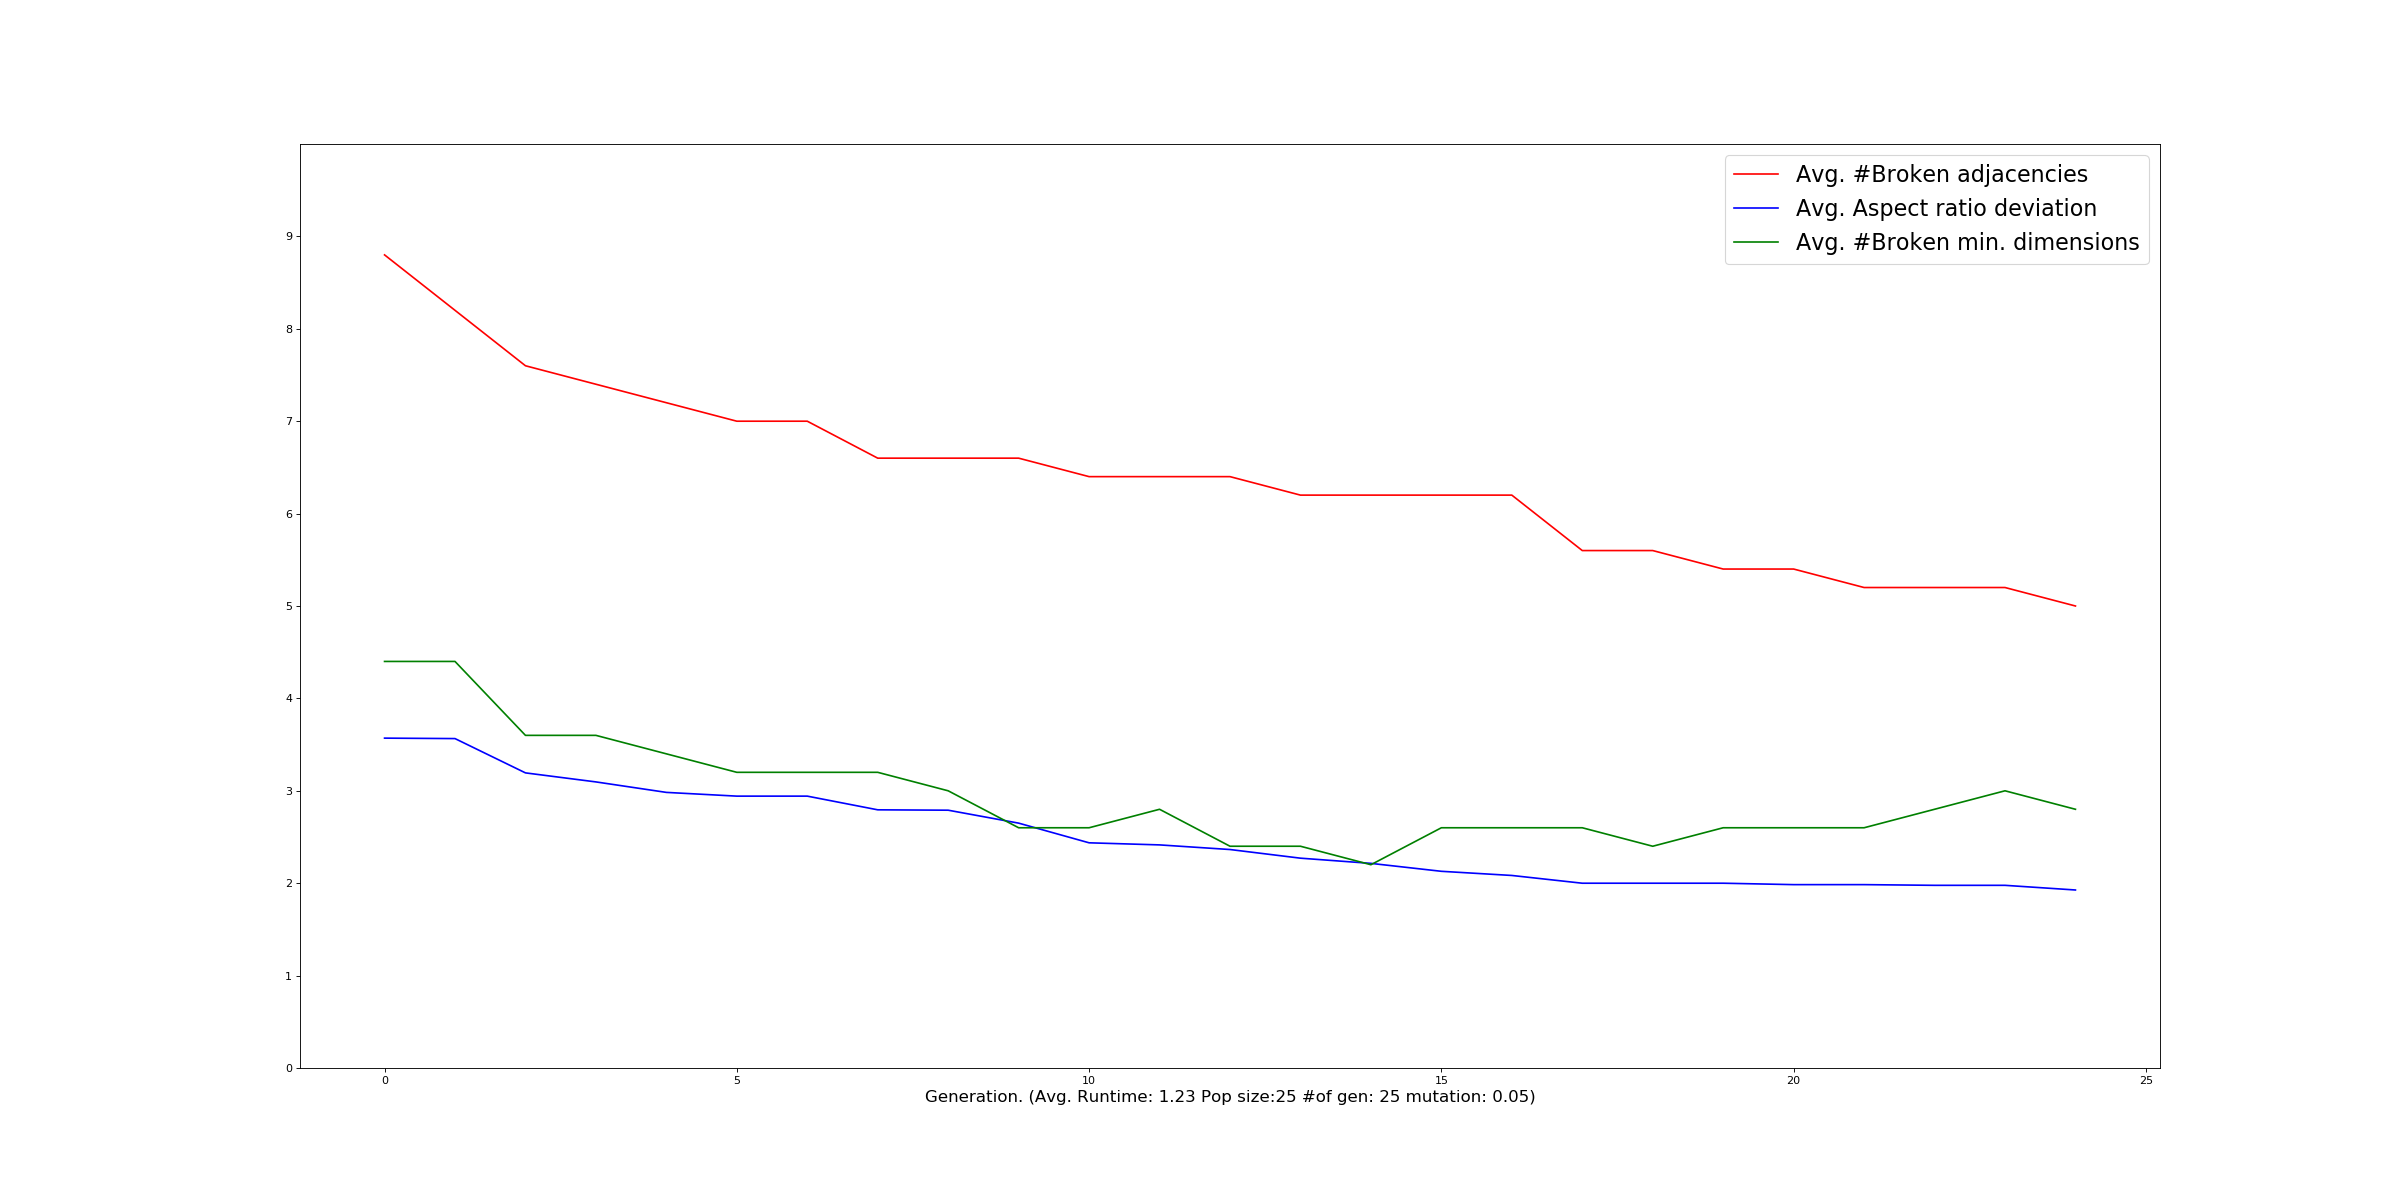 Avg. #Broken adjacencies
Avg. Aspect ratio deviation
Avg. #Broken min. dimensions
9
8
7
6
5
4
3
2
1
0
0 5 10 15 20 25
Generation. (Avg. Runtime: 1.23 Pop size:25 #of gen: 25 mutation: 0.05)